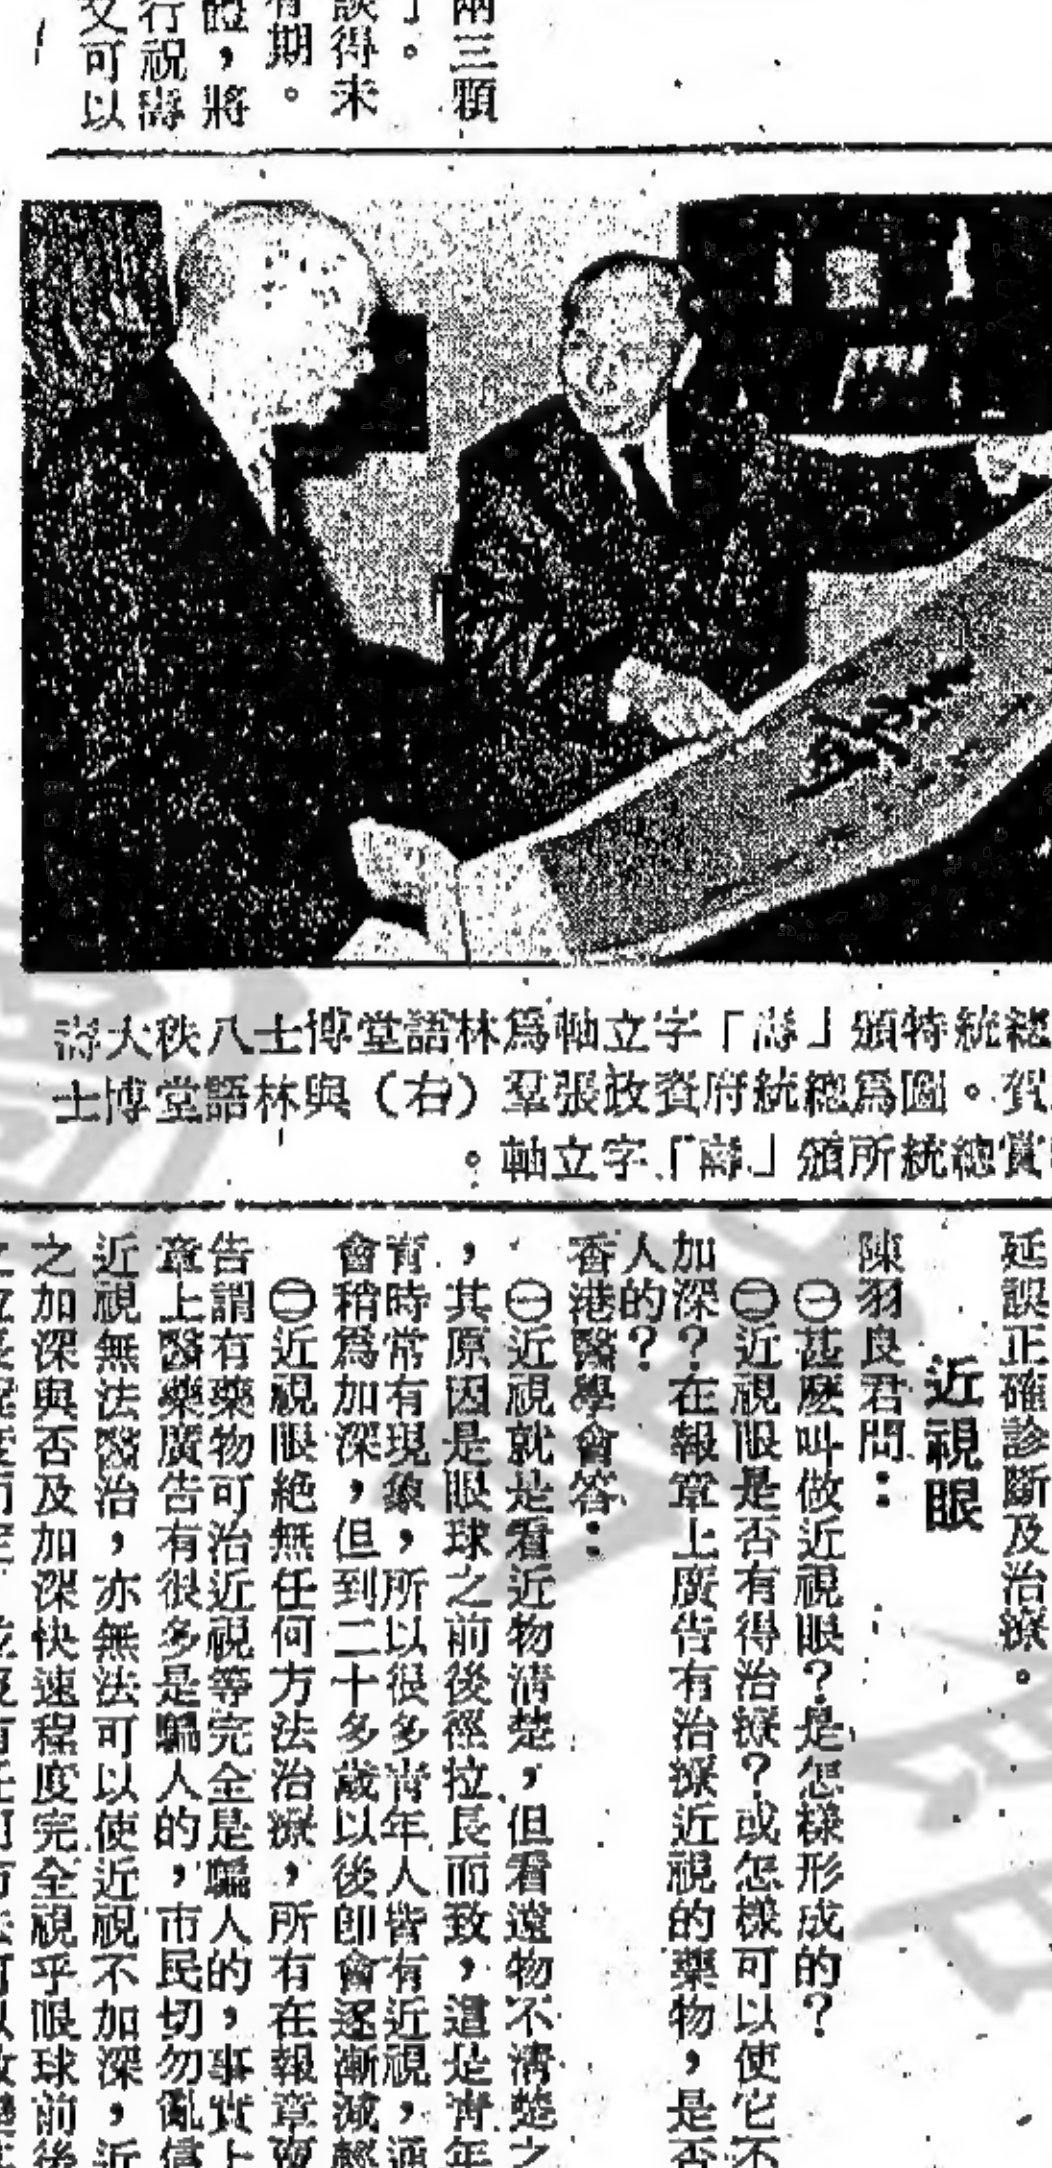 兩三顆
了。
談得來
有期。
體，將
行祝壽
又可以
總統特頒「壽」字立軸爲林語堂博士八秩大壽
賀。圖爲總統府資政張羣（右）與林語堂博士
賞總統所頒「壽」字立軸。
延誤正確診斷及治療。
近視眼
陳羽良君問：
㊀甚麽叫做近視眼？是怎樣形成的？
㊁近視眼是否有得治療？或怎樣可以使它不
加深？在報章上廣告有治療近視的藥物，是否
人的？
香港醫學會答：
㊀近視就是看近物清楚，但看遠物不清楚之
，其原因是眼球之前後徑拉長而致，這是青年
育時常有現象，所以很多青年人皆有近視，
會稍爲加深，但到二十多歲以後卽會逐漸減輕
㊁近視眼絶無任何方法治療，所有在報章
告謂有藥物可治近視等完全是騙人的，事實上
章上醫藥廣告有很多是騙人的，市民切勿亂信
近視無法醫治，亦無法可以使近視不加深，近
之加深與否及加深快速程度完全視乎眼球前後